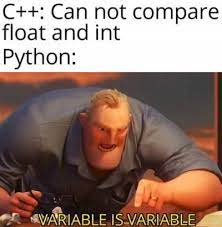 C++: Can not compare
float and int
Python:
VARIABLE IS VARIABLE